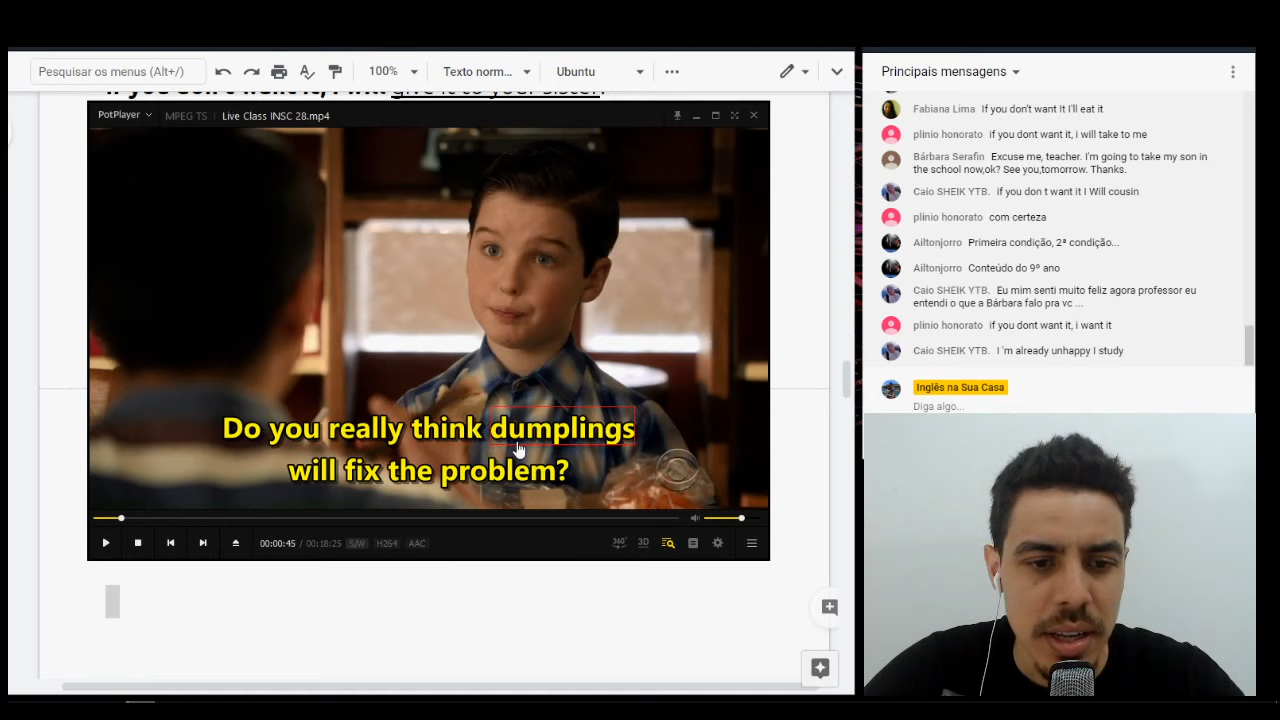 Pesquisar os menus (Alt+/)
100%
Texto norm...
Ubuntu
give it to your sister!
PotPlayer
MPEG TS
Live Class INSC 28.mp4
Do you really think dumplings
will fix the problem?
00:00:45 / 00:18:25 S/W H264 AAC
360°
3D
Principais mensagens
Fabiana Lima If you don't want it I'll eat it
plinio honorato if you dont want it, i will take to me
Bárbara Serafin Excuse me, teacher. I'm going to take my son in
the school now,ok? See you,tomorrow. Thanks.
Caio SHEIK YTB. if you don t want it I Will cousin
plinio honorato com certeza
Ailtonjorro Primeira condição, 2ª condição...
Ailtonjorro Conteúdo do 9º ano
Caio SHEIK YTB. Eu mim senti muito feliz agora professor eu
entendi o que a Bárbara falo pra vc ...
plinio honorato if you dont want it, i want it
Caio SHEIK YTB. I 'm already unhappy I study
Inglês na Sua Casa
Diga algo...